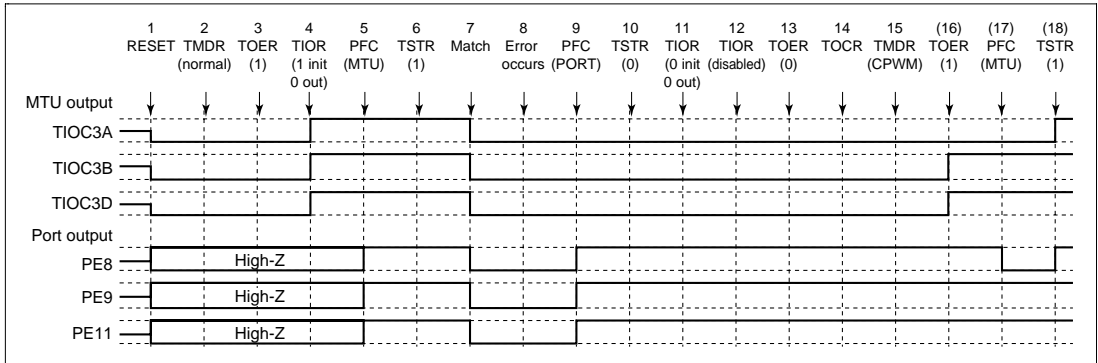 1 2 3 4 5 6 7 8 9 10 11 12 13 14 15 (16) (17) (18)
RESET TMDR TOER TIOR PFC TSTR Match Error PFC TSTR TIOR TIOR TOER TOCR TMDR TOER PFC TSTR
(normal) (1) (1 init (MTU) (1) occurs (PORT) (0) (0 init (disabled) (0) (CPWM) (1) (MTU) (1)
0 out) 0 out)
MTU output
TIOC3A
TIOC3B
TIOC3D
Port output
PE8 High-Z
PE9 High-Z
PE11 High-Z